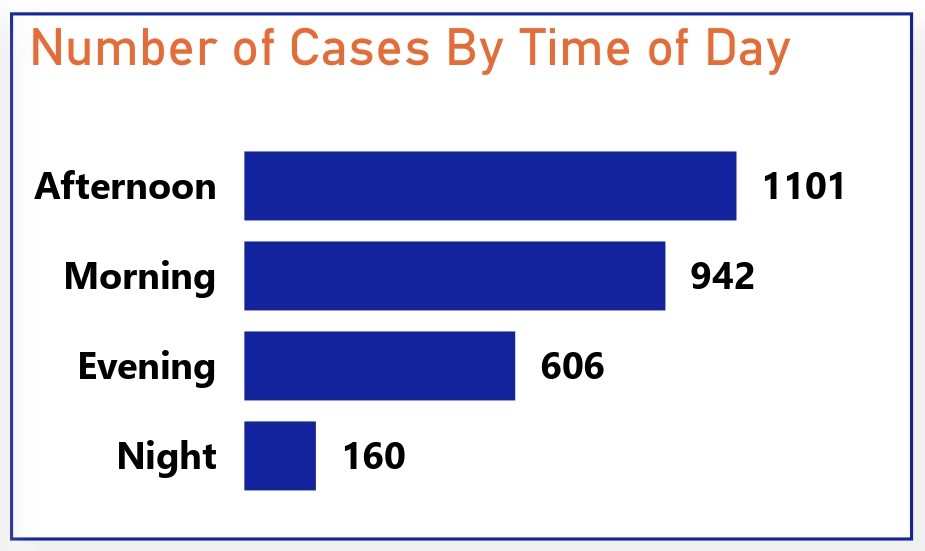 Number of Cases By Time of Day
Afternoon 1101
Morning 942
Evening 606
Night 160